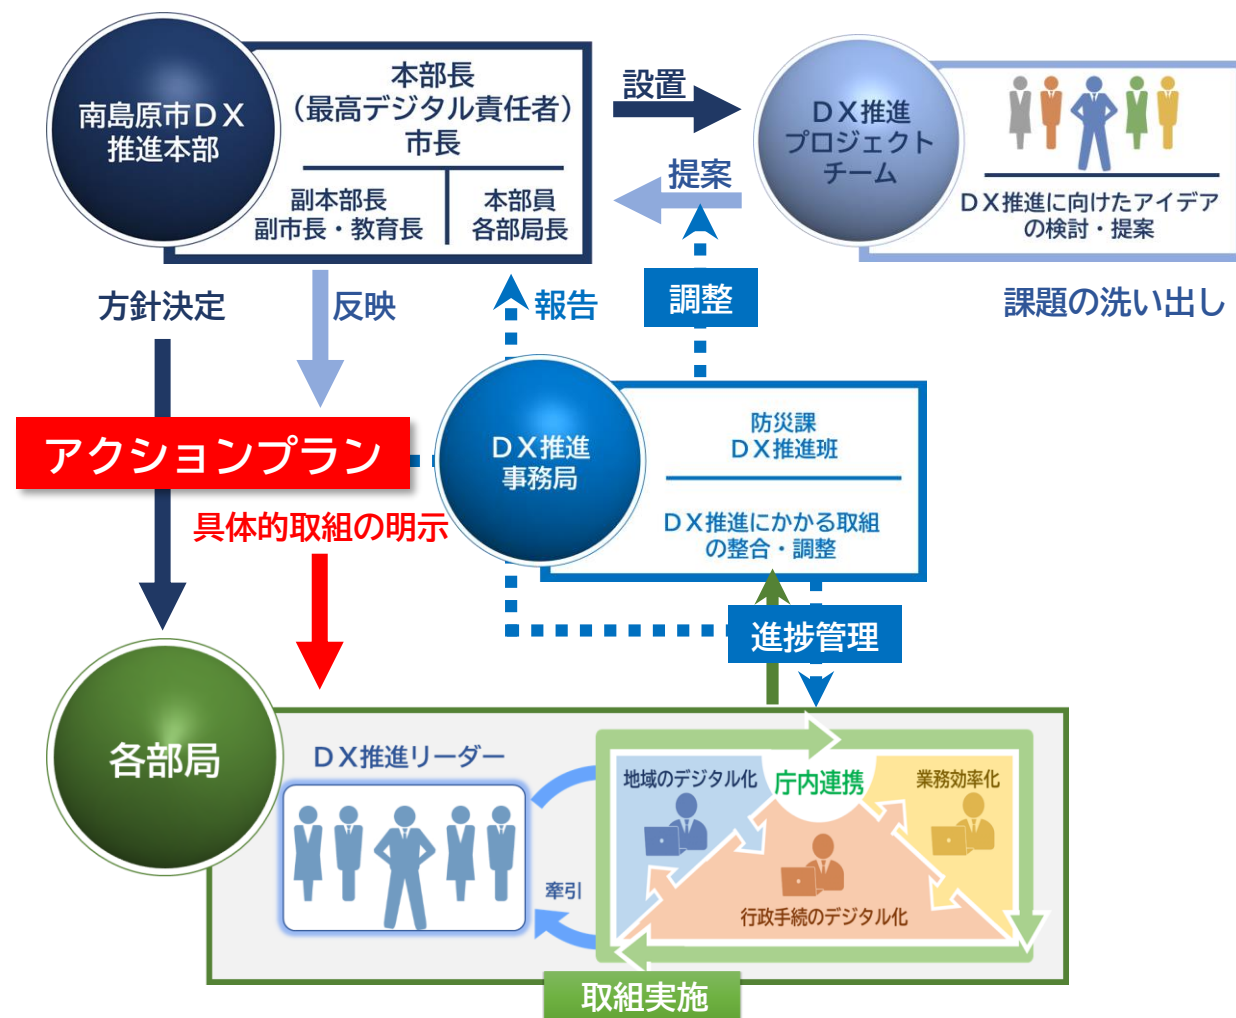 南島原市ＤＸ
推進本部
本部長
（最高デジタル責任者）
市長
副本部長
副市長・教育長
本部員
各部局長
設置
提案
ＤＸ推進
プロジェクト
チーム
ＤＸ推進に向けたアイデア
の検討・提案
課題の洗い出し
方針決定
反映
報告
調整
アクションプラン
具体的取組の明示
ＤＸ推進
事務局
防災課
ＤＸ推進班
ＤＸ推進にかかる取組
の整合・調整
進捗管理
各部局
ＤＸ推進リーダー
牽引
地域のデジタル化
庁内連携
業務効率化
行政手続のデジタル化
取組実施